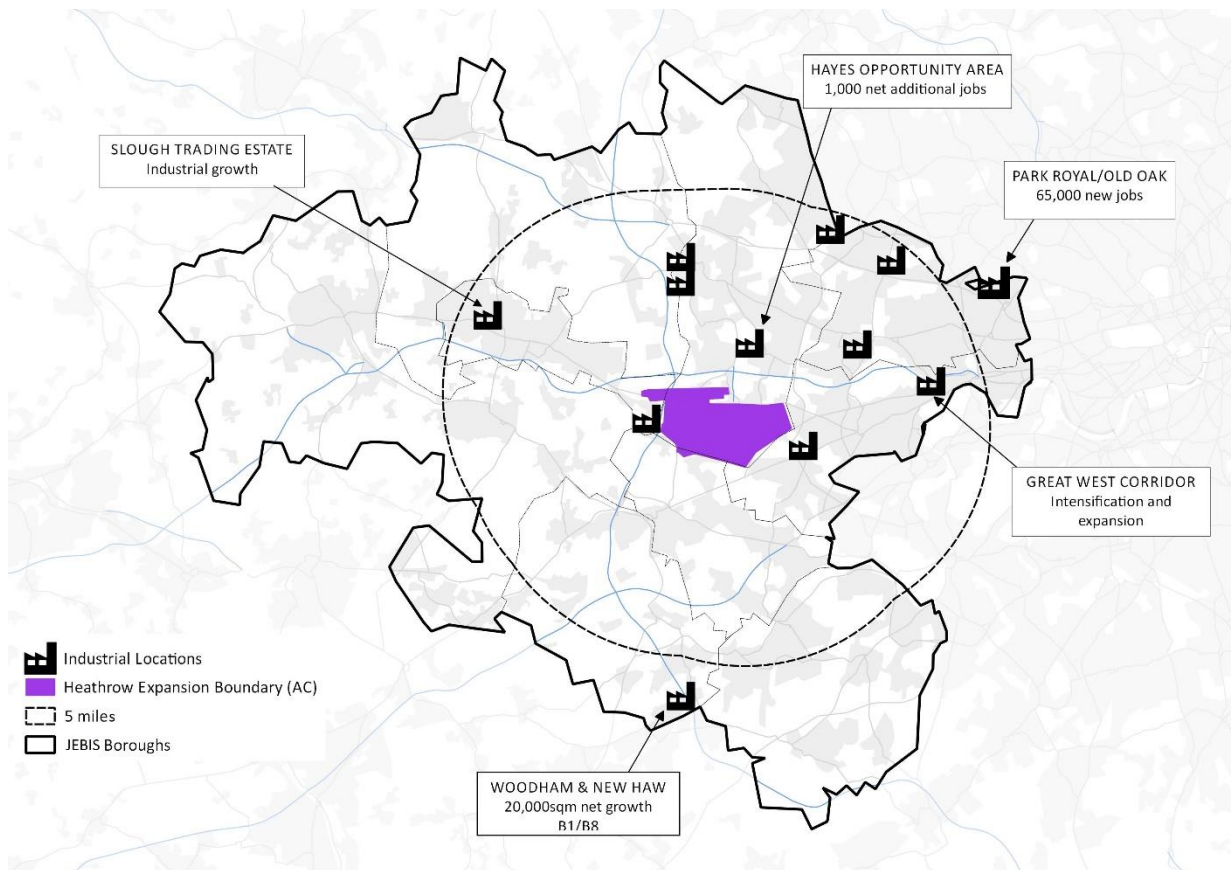 HAYES OPPORTUNITY AREA
1,000 net additional jobs
SLOUGH TRADING ESTATE
Industrial growth
PARK ROYAL/OLD OAK
65,000 new jobs
GREAT WEST CORRIDOR
Intensification and
expansion
Industrial Locations
Heathrow Expansion Boundary (AC)
5 miles
JEBIS Boroughs
WOODHAM & NEW HAW
20,000sqm net growth
B1/B8